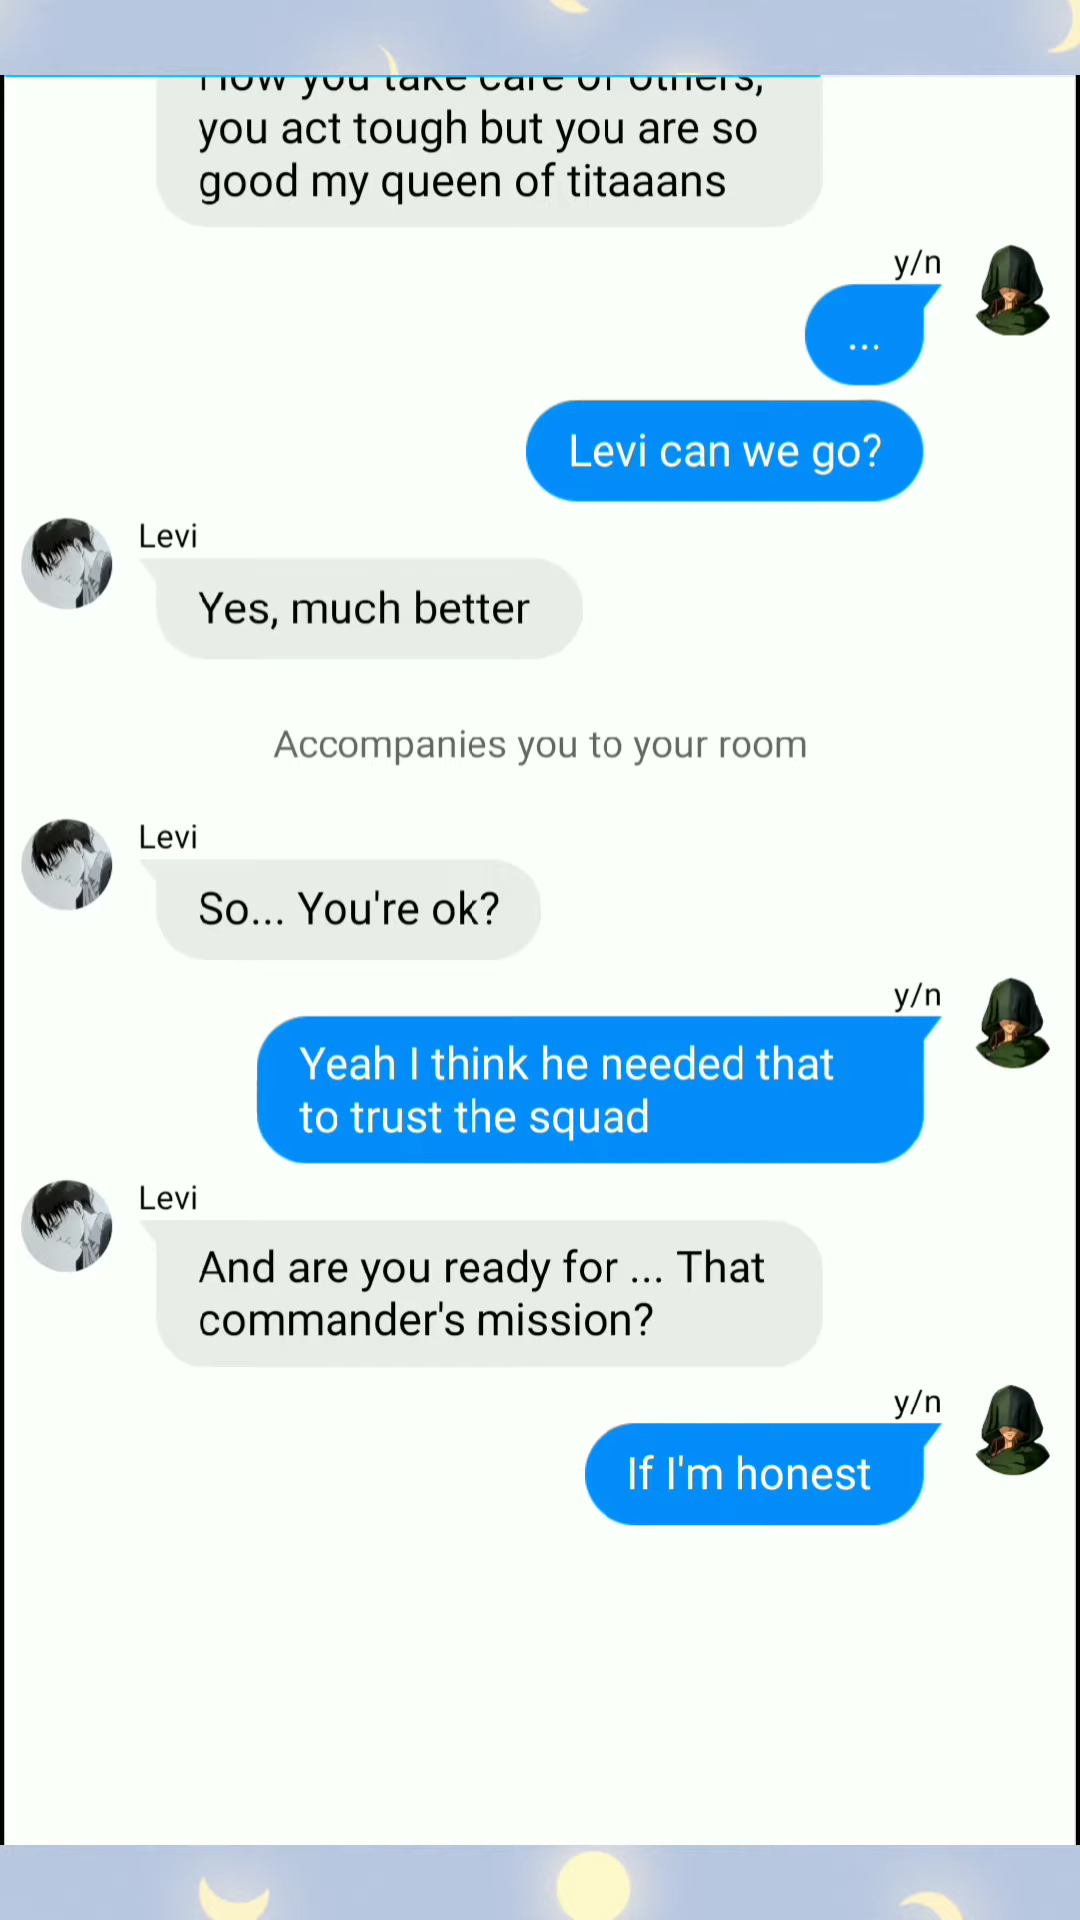 How you take care of others,
you act tough but you are so
good my queen of titaaans
y/n
...
Levi can we go?
Levi
Yes, much better
Accompanies you to your room
Levi
So... You're ok?
y/n
Yeah I think he needed that
to trust the squad
Levi
And are you ready for ... That
commander's mission?
y/n
If I'm honest